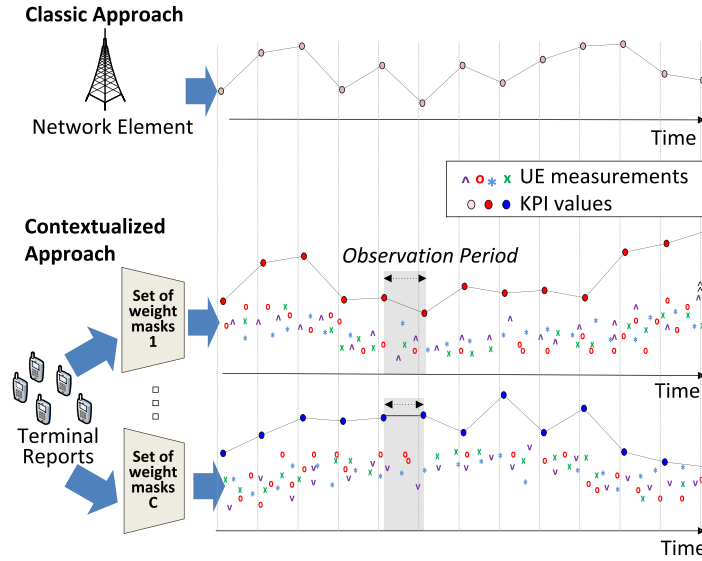 Classic Approach
Network Element
Time
^ o * x UE measurements
KPI values
Contextualized
Approach
Observation Period
Set of
weight
masks
1
Time
Terminal
Reports
Set of
weight
masks
C
Time